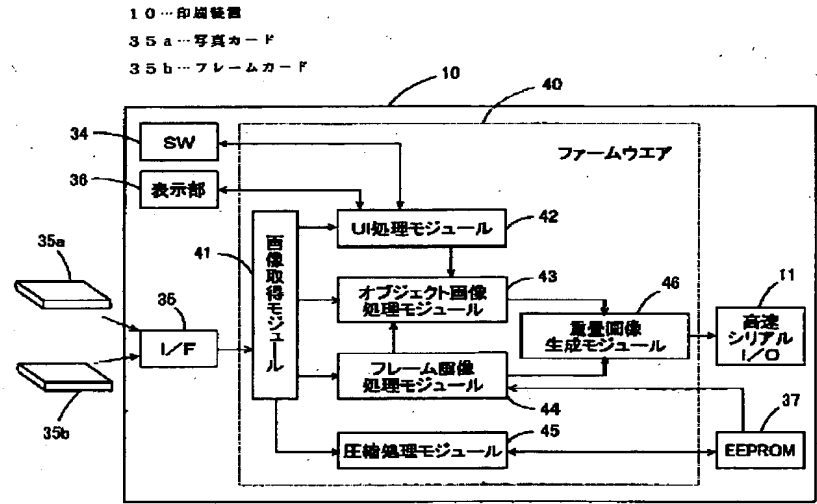 10…印刷装置
35a…写真カード
35b…フレームカード
10
40
34
SW
ファームウエア
36
表示部
42
UI処理モジュール
35a
41
画像取得モジュール
43
オブジェクト画像
処理モジュール
46
11
35
I/F
重畳画像
生成モジュール
高速
シリアル
I/O
フレーム画像
処理モジュール
44
35b
45
37
圧縮処理モジュール
EEPROM